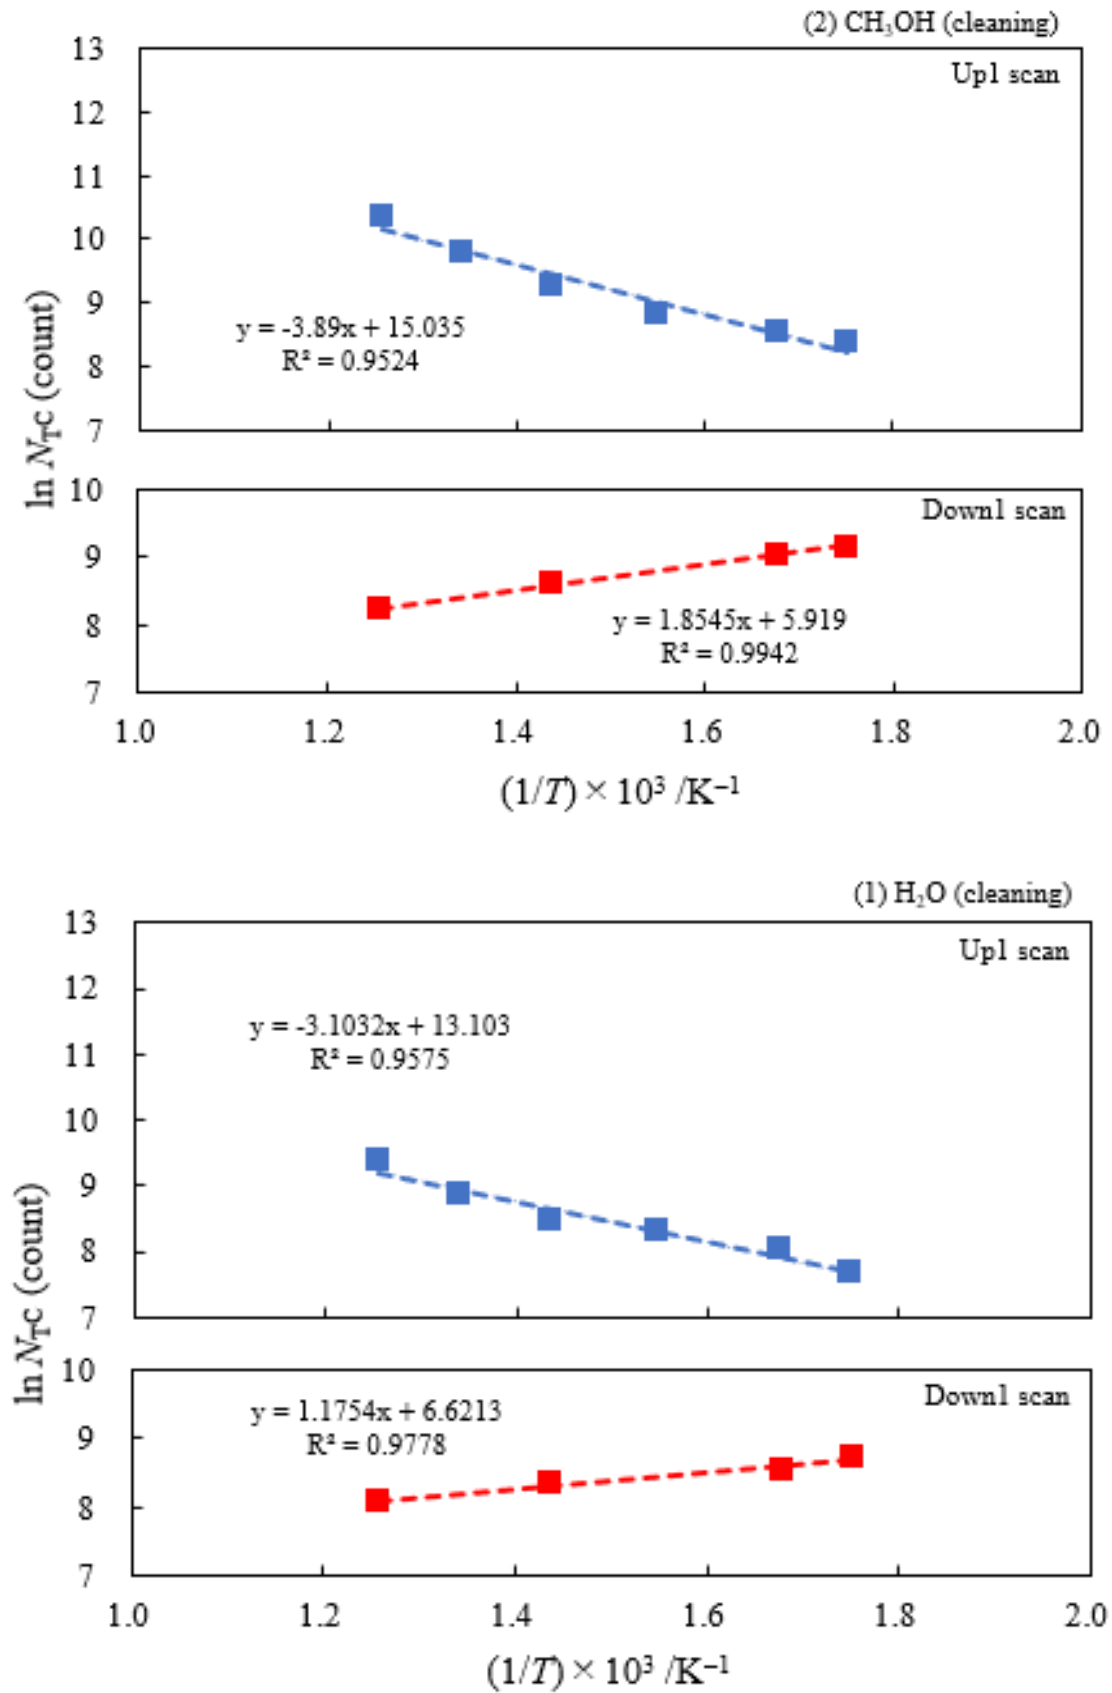 (2) CH₃OH (cleaning)
Up1 scan
13
12
11
10
9
8
7
y = -3.89x + 15.035
R² = 0.9524
ln N_TC (count)
Down1 scan
10
9
8
7
y = 1.8545x + 5.919
R² = 0.9942
1.0 1.2 1.4 1.6 1.8 2.0
(1/T) × 10³ /K⁻¹
(1) H₂O (cleaning)
Up1 scan
13
12
11
10
9
8
7
y = -3.1032x + 13.103
R² = 0.9575
ln N_TC (count)
Down1 scan
10
9
8
7
y = 1.1754x + 6.6213
R² = 0.9778
1.0 1.2 1.4 1.6 1.8 2.0
(1/T) × 10³ /K⁻¹